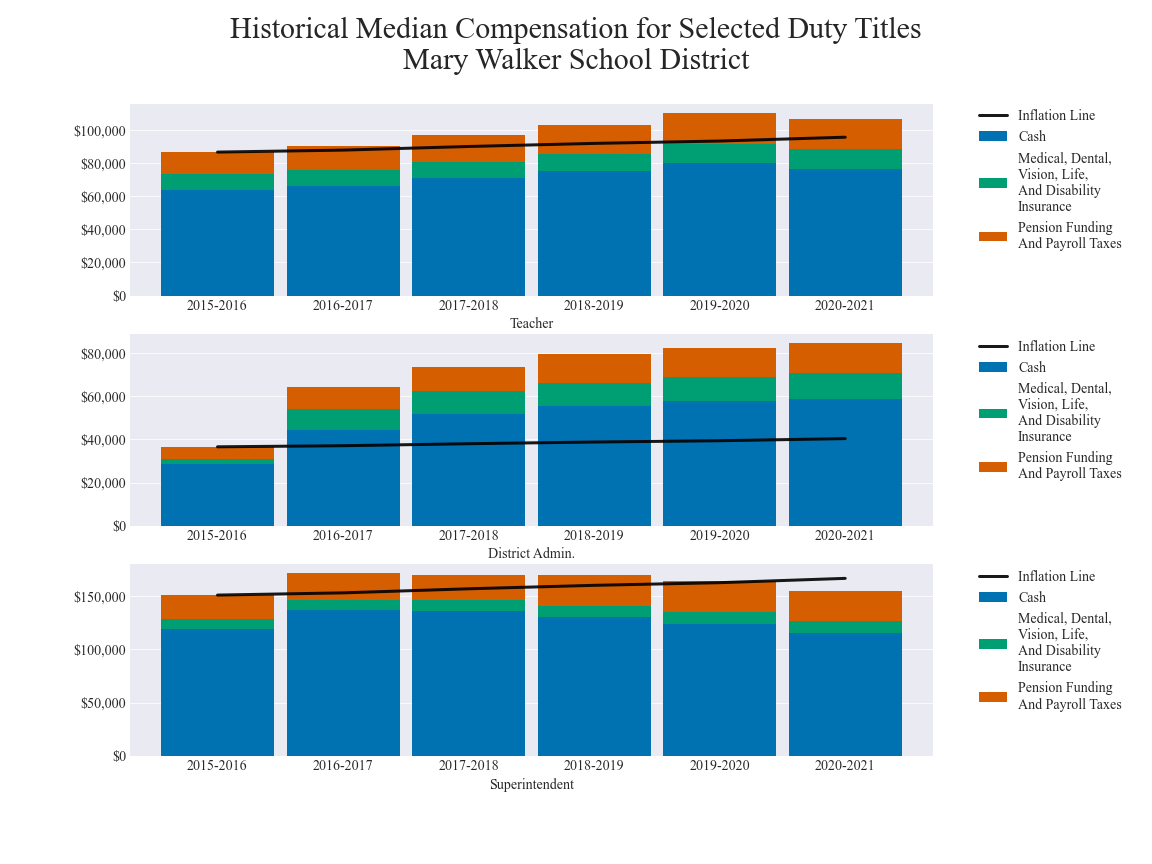 Historical Median Compensation for Selected Duty Titles
Mary Walker School District
$100,000
$80,000
$60,000
$40,000
$20,000
$0
2015-2016 2016-2017 2017-2018 2018-2019 2019-2020 2020-2021
Teacher
Inflation Line
Cash
Medical, Dental,
Vision, Life,
And Disability
Insurance
Pension Funding
And Payroll Taxes
$80,000
$60,000
$40,000
$20,000
$0
2015-2016 2016-2017 2017-2018 2018-2019 2019-2020 2020-2021
District Admin.
Inflation Line
Cash
Medical, Dental,
Vision, Life,
And Disability
Insurance
Pension Funding
And Payroll Taxes
$150,000
$100,000
$50,000
$0
2015-2016 2016-2017 2017-2018 2018-2019 2019-2020 2020-2021
Superintendent
Inflation Line
Cash
Medical, Dental,
Vision, Life,
And Disability
Insurance
Pension Funding
And Payroll Taxes